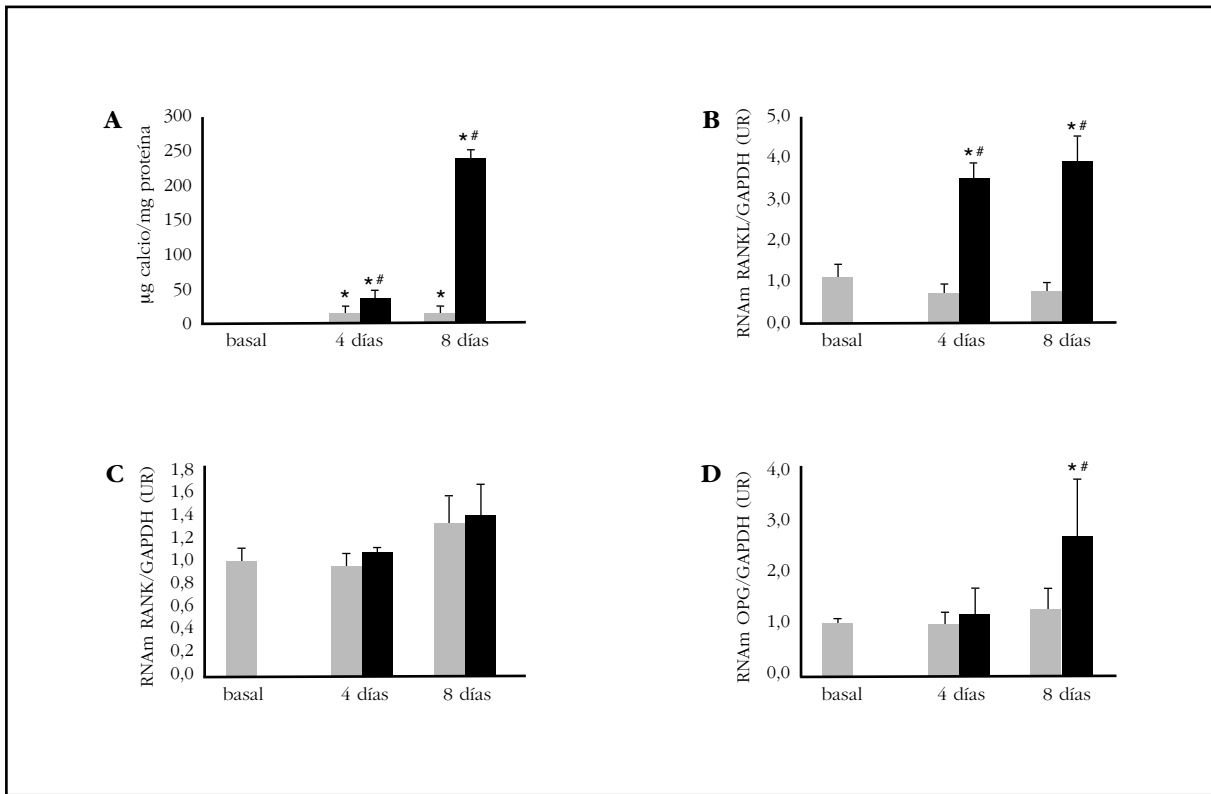 A
µg calcio/mg proteína
300
250
200
150
100
50
0
*
*#
*
*#
basal
4 días
8 días
B
RNAm RANKL/GAPDH (UR)
5,0
4,0
3,0
2,0
1,0
0,0
*#
*#
basal
4 días
8 días
C
RNAm RANK/GAPDH (UR)
1,8
1,6
1,4
1,2
1,0
0,8
0,6
0,4
0,2
0,0
basal
4 días
8 días
D
RNAm OPG/GAPDH (UR)
4,0
3,0
2,0
1,0
0,0
*#
basal
4 días
8 días